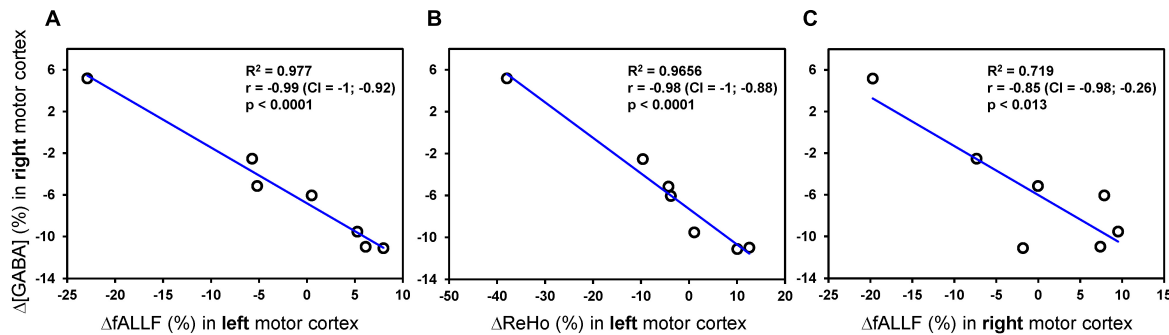 A
B
C
Δ[GABA] (%) in right motor cortex
6
2
-2
-6
-10
-14
-25
-20
-15
-10
-5
0
5
10
R² = 0.977
r = -0.99 (CI = -1; -0.92)
p < 0.0001
ΔfALLF (%) in left motor cortex
6
2
-2
-6
-10
-14
-50
-40
-30
-20
-10
0
10
20
R² = 0.9656
r = -0.98 (CI = -1; -0.88)
p < 0.0001
ΔReHo (%) in left motor cortex
6
2
-2
-6
-10
-14
-25
-20
-15
-10
-5
0
5
10
15
R² = 0.719
r = -0.85 (CI = -0.98; -0.26)
p < 0.013
ΔfALLF (%) in right motor cortex